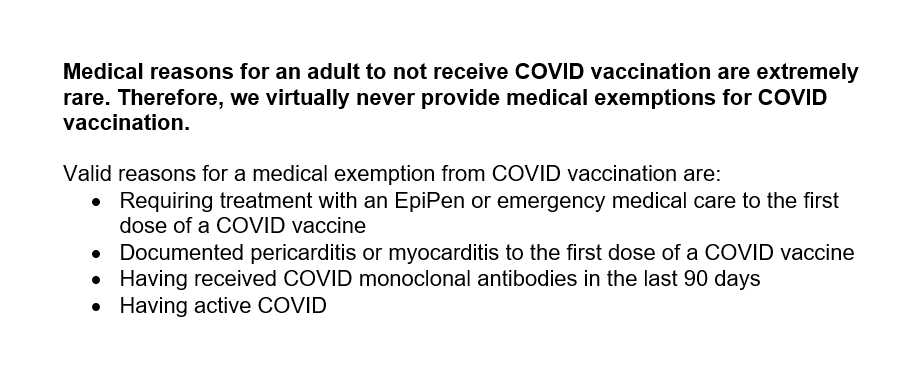 Medical reasons for an adult to not receive COVID vaccination are extremely
rare. Therefore, we virtually never provide medical exemptions for COVID
vaccination.
Valid reasons for a medical exemption from COVID vaccination are:
• Requiring treatment with an EpiPen or emergency medical care to the first
dose of a COVID vaccine
• Documented pericarditis or myocarditis to the first dose of a COVID vaccine
• Having received COVID monoclonal antibodies in the last 90 days
• Having active COVID